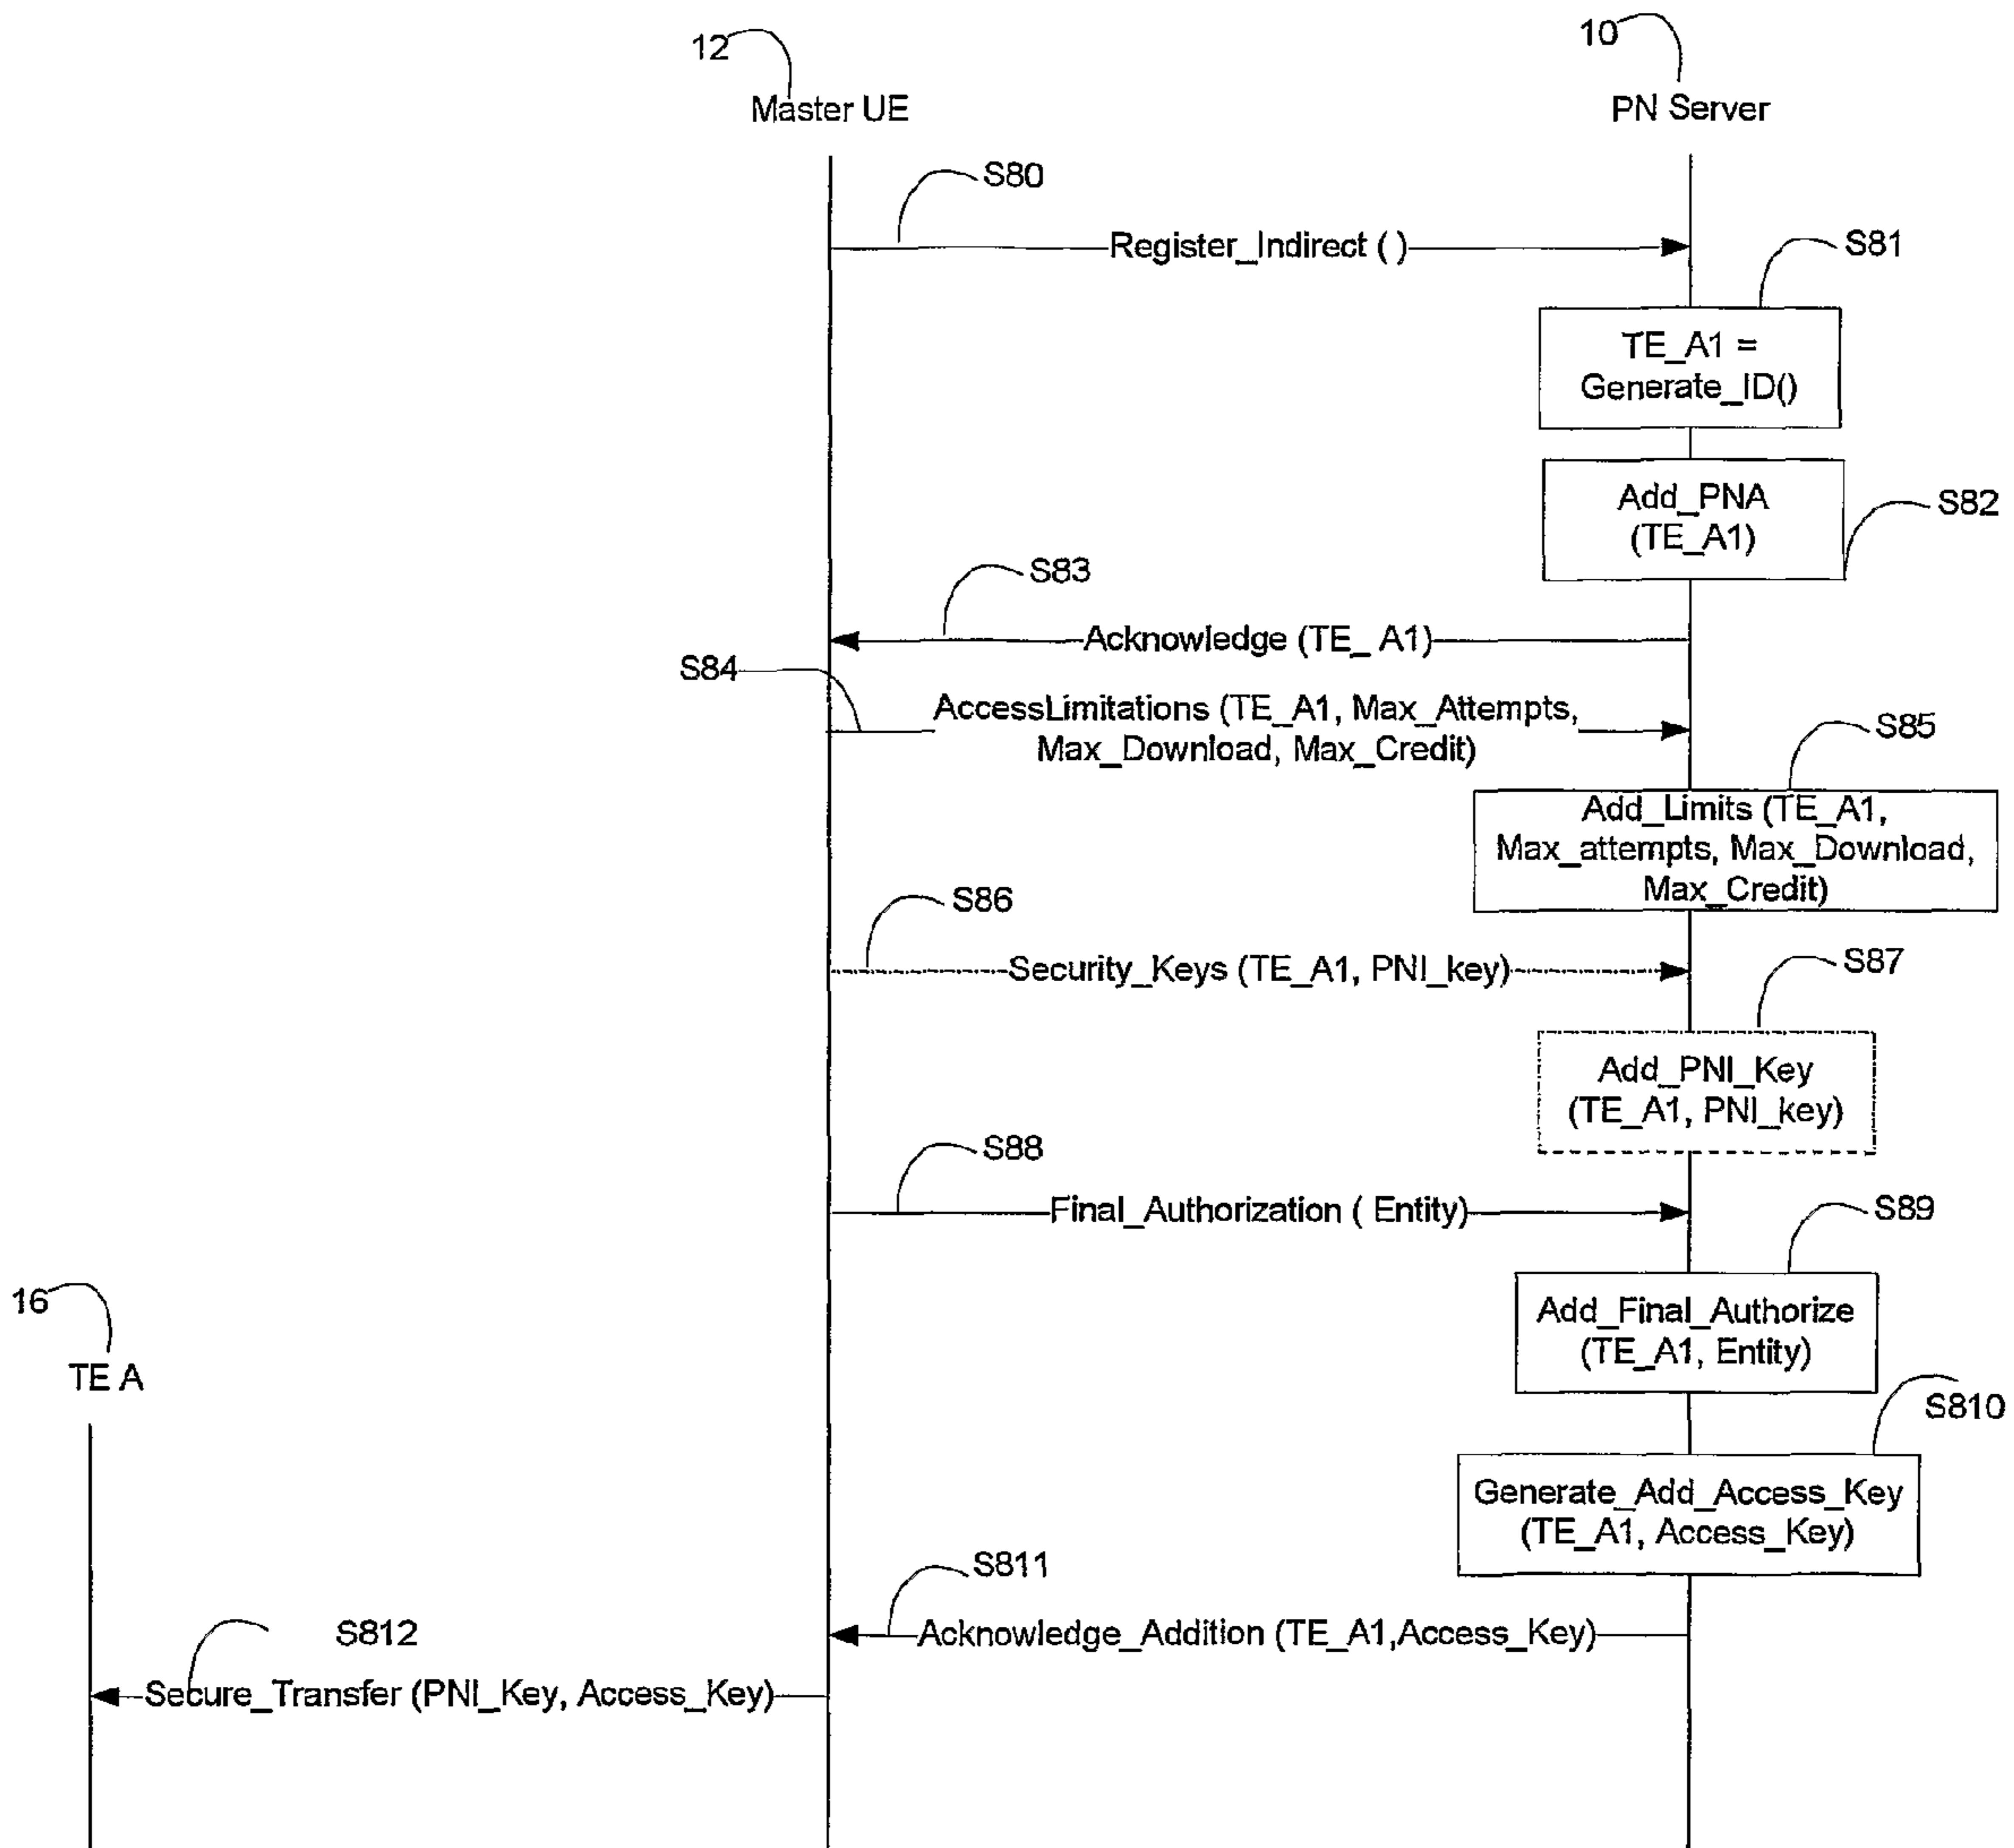 12
10
Master UE
PN Server
S80
Register_Indirect ( )
S81
TE_A1 =
Generate_ID()
Add_PNA
(TE_A1)
S82
S83
Acknowledge (TE_ A1)
S84
AccessLimitations (TE_A1, Max_Attempts,
Max_Download, Max_Credit)
S85
Add_Limits (TE_A1,
Max_attempts, Max_Download,
Max_Credit)
S86
Security_Keys (TE_A1, PNI_key)
S87
Add_PNI_Key
(TE_A1, PNI_key)
S88
Final_Authorization ( Entity)
S89
Add_Final_Authorize
(TE_A1, Entity)
16
TE A
S810
Generate_Add_Access_Key
(TE_A1, Access_Key)
S811
Acknowledge_Addition (TE_A1,Access_Key)
S812
Secure_Transfer (PNI_Key, Access_Key)